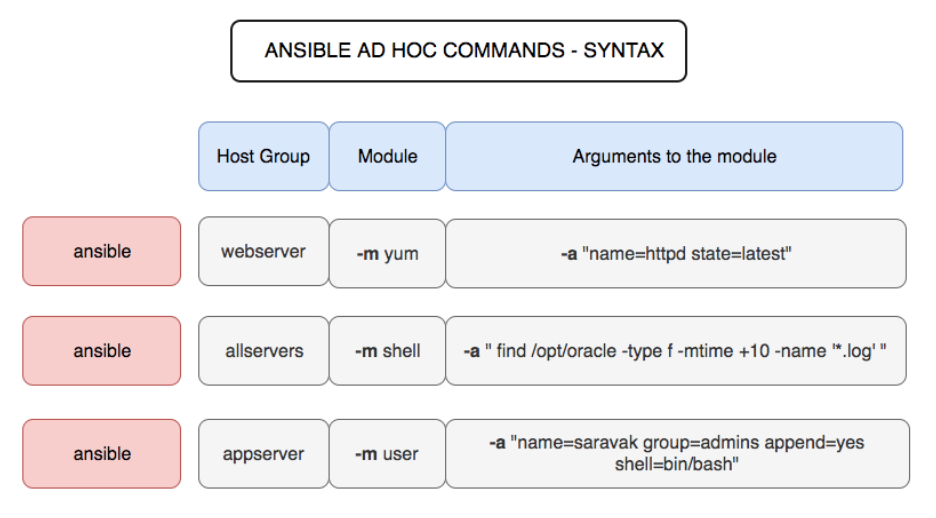 ANSIBLE AD HOC COMMANDS - SYNTAX
Host Group Module Arguments to the module
ansible webserver -m yum -a "name=httpd state=latest"
ansible allservers -m shell -a " find /opt/oracle -type f -mtime +10 -name '*.log' "
ansible appserver -m user -a "name=saravak group=admins append=yes
shell=bin/bash"